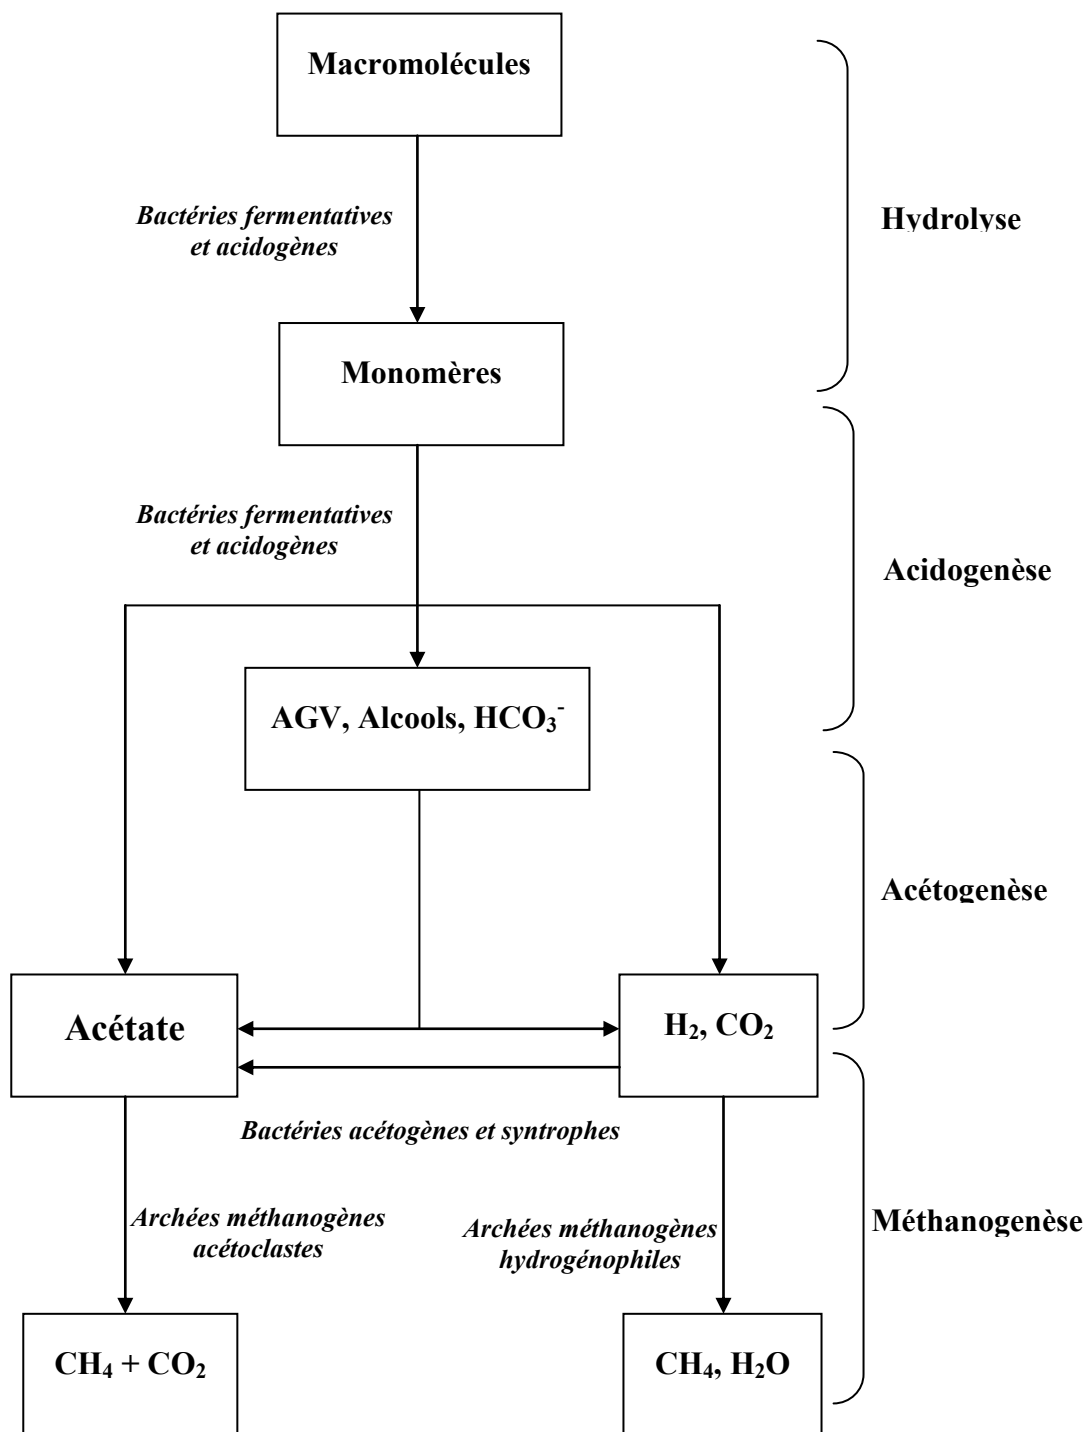 Macromolécules
Bactéries fermentatives
et acidogènes
Hydrolyse
Monomères
Bactéries fermentatives
et acidogènes
Acidogenèse
AGV, Alcools, HCO₃⁻
Acétogenèse
Acétate
H₂, CO₂
Bactéries acétogènes et syntrophes
Archées méthanogènes
acétoclastes
Archées méthanogènes
hydrogénophiles
Méthanogenèse
CH₄ + CO₂
CH₄, H₂O